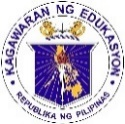 KAGAWARAN NG EDUKASYON
REPUBLIKA NG PILIPINAS